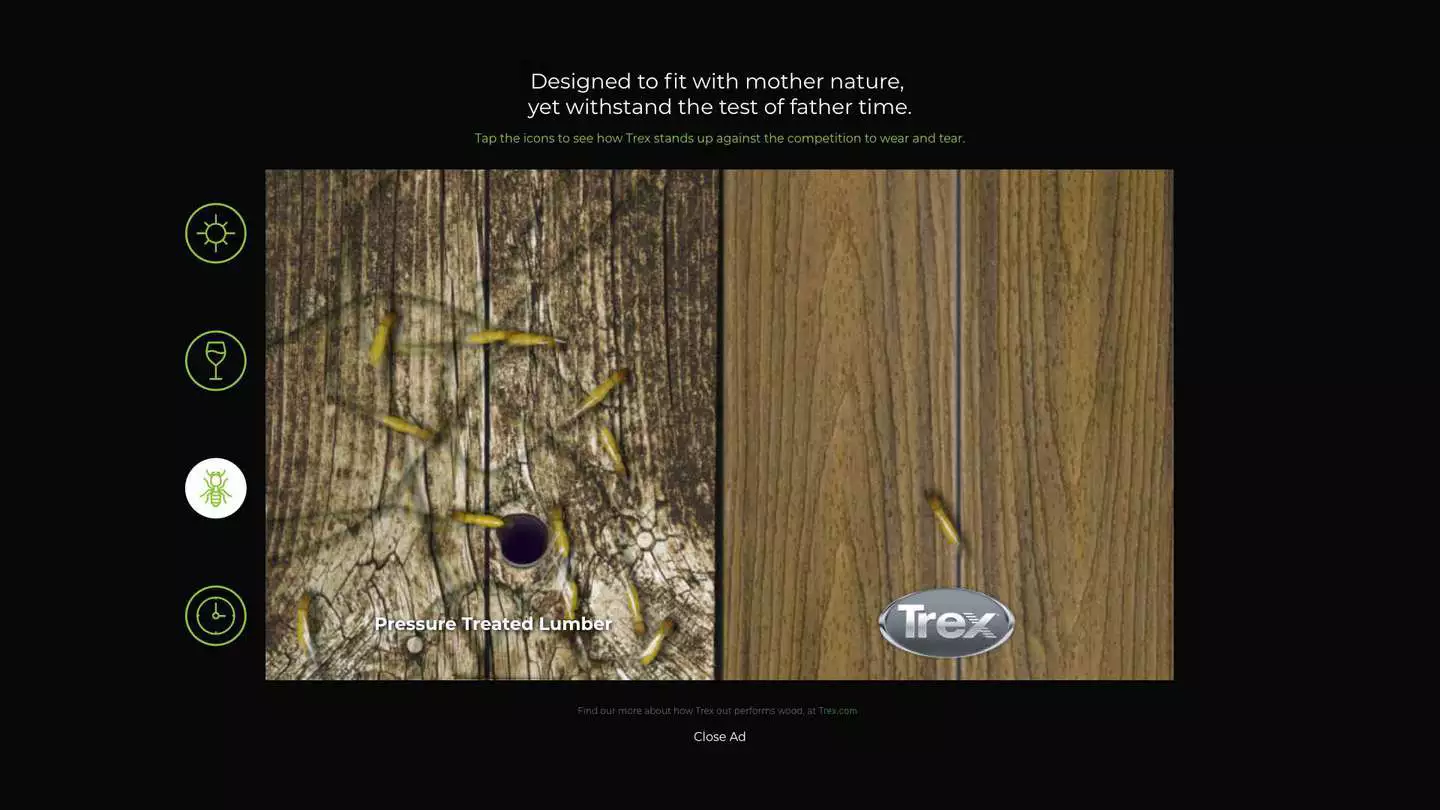 Designed to fit with mother nature,
yet withstand the test of father time.
Tap the icons to see how Trex stands up against the competition to wear and tear.
Pressure Treated Lumber
Trex
Find our more about how Trex out performs wood, at Trex.com
Close Ad